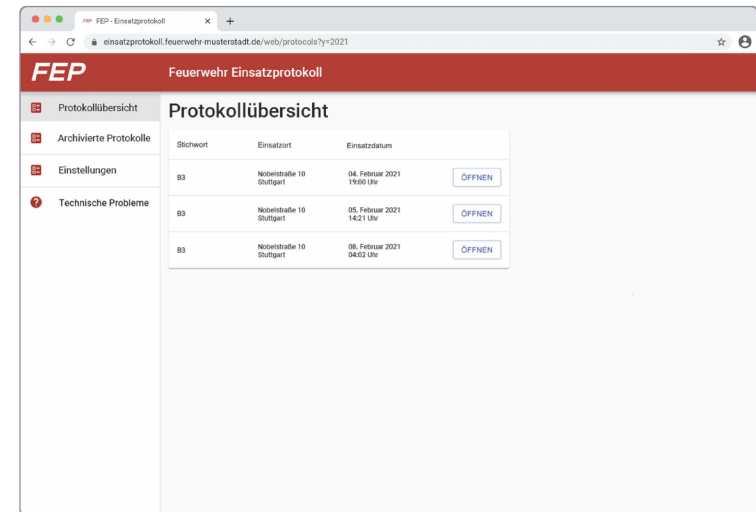 FEP FEP - Einsatzprotokoll
einsatzprotokoll.feuerwehr-musterstadt.de/web/protocols?y=2021
FEP Feuerwehr Einsatzprotokoll
Protokollübersicht
Archivierte Protokolle
Einstellungen
Technische Probleme
Protokollübersicht
Stichwort Einsatzort Einsatzdatum
B3 Nobelstraße 10 04. Februar 2021 ÖFFNEN
Stuttgart 19:00 Uhr
B3 Nobelstraße 10 05. Februar 2021 ÖFFNEN
Stuttgart 14:21 Uhr
B3 Nobelstraße 10 08. Februar 2021 ÖFFNEN
Stuttgart 04:02 Uhr